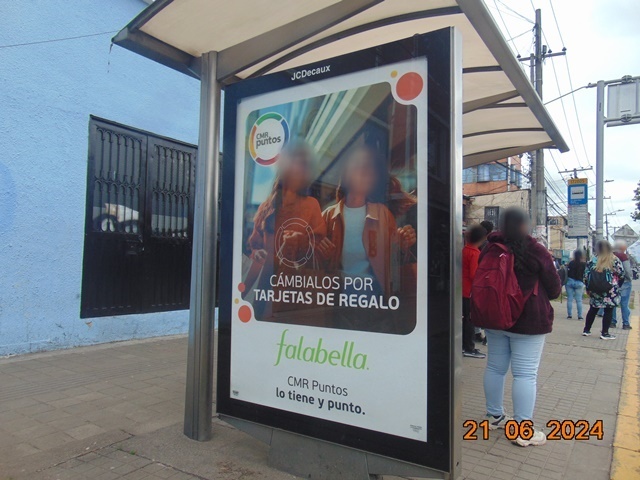 JCDecaux
CMR
puntos
CÁMBIALOS POR
TARJETAS DE REGALO
falabella.
CMR Puntos
lo tiene y punto.
21 06 2024